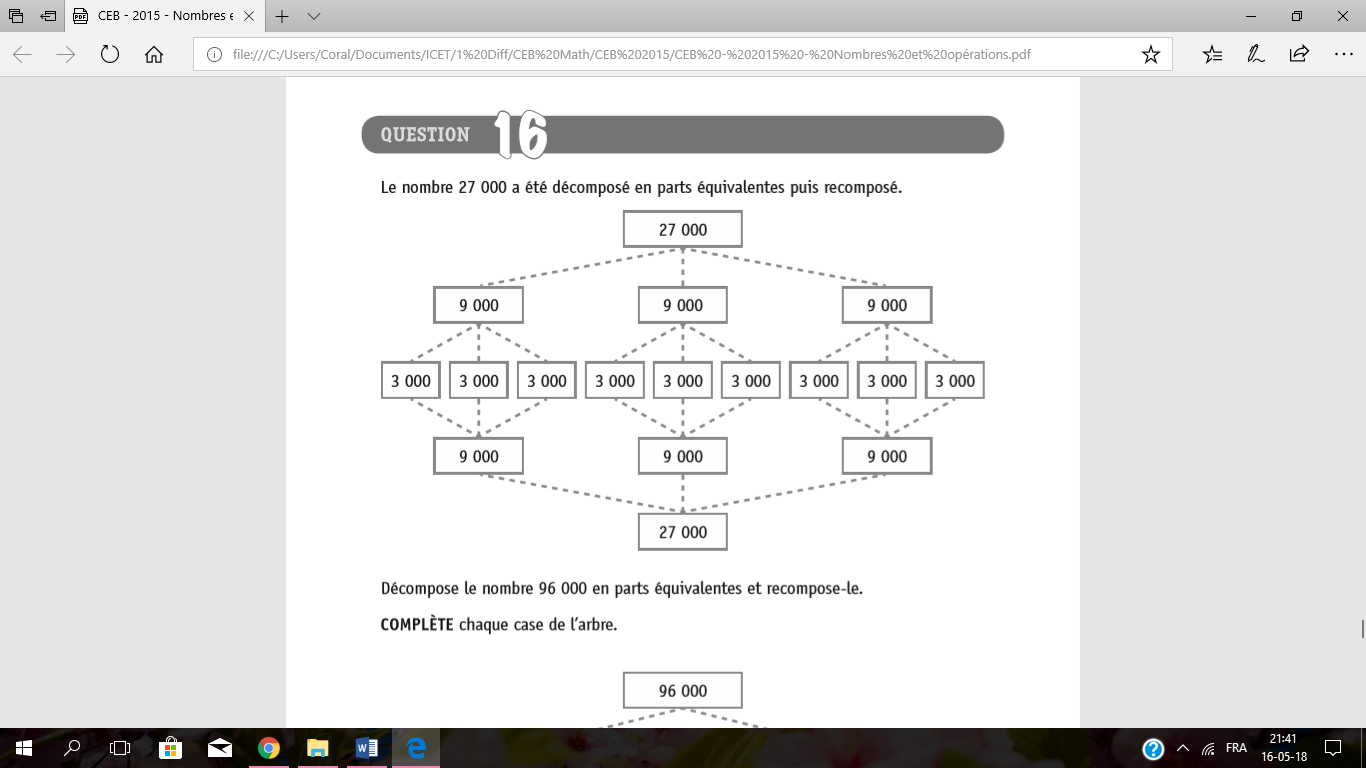 CEB - 2015 - Nombres e
file:///C:/Users/Coral/Documents/ICET/1%20Diff/CEB%20Math/CEB%202015/CEB%20-%202015%20-%20Nombres%20et%20opérations.pdf
QUESTION 16
Le nombre 27 000 a été décomposé en parts équivalentes puis recomposé.
27 000
9 000 9 000 9 000
3 000 3 000 3 000 3 000 3 000 3 000 3 000 3 000 3 000
9 000 9 000 9 000
27 000
Décompose le nombre 96 000 en parts équivalentes et recompose-le.
COMPLÈTE chaque case de l'arbre.
96 000
FRA
21:41
16-05-18